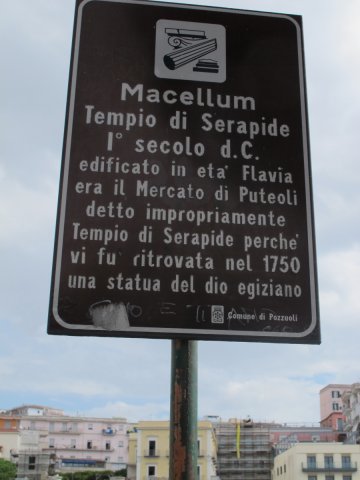 Macellum
Tempio di Serapide
I° secolo d.C.
edificato in eta' Flavia
era il Mercato di Puteoli
detto impropriamente
Tempio di Serapide perche'
vi fu' ritrovata nel 1750
una statua del dio egiziano
Comune di Pozzuoli